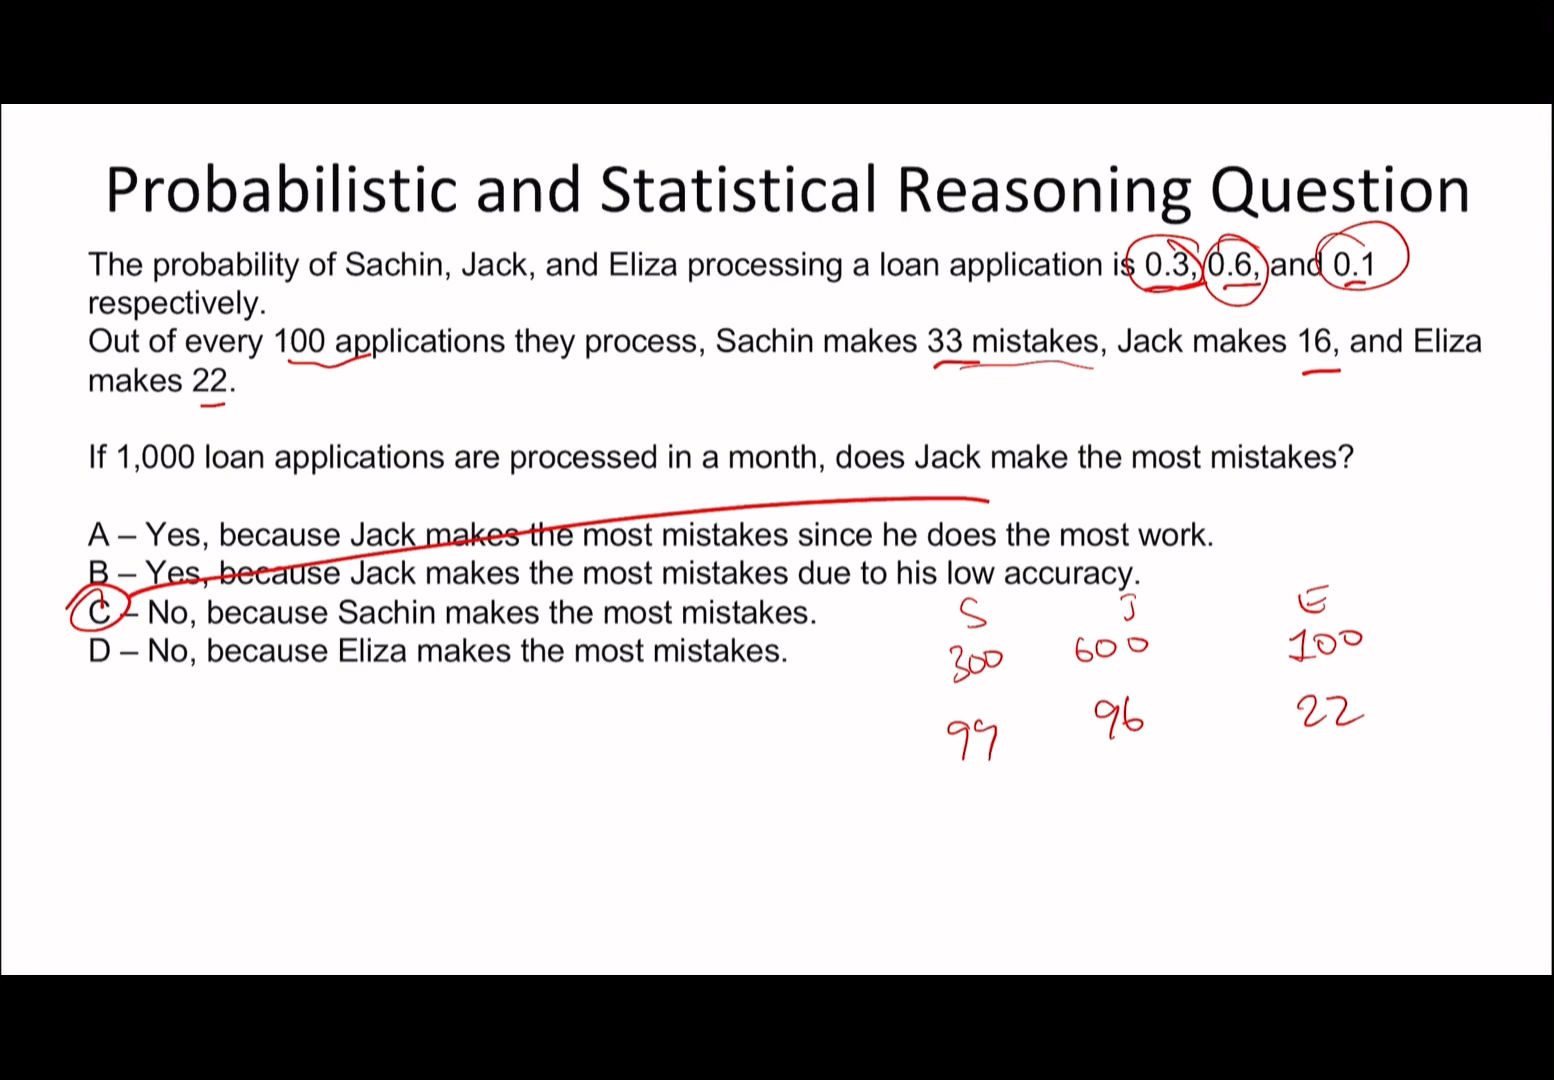 Probabilistic and Statistical Reasoning Question
The probability of Sachin, Jack, and Eliza processing a loan application is 0.3, 0.6, and 0.1
respectively.
Out of every 100 applications they process, Sachin makes 33 mistakes, Jack makes 16, and Eliza
makes 22.
If 1,000 loan applications are processed in a month, does Jack make the most mistakes?
A – Yes, because Jack makes the most mistakes since he does the most work.
B – Yes, because Jack makes the most mistakes due to his low accuracy.
C – No, because Sachin makes the most mistakes.
D – No, because Eliza makes the most mistakes.
S J E
300 600 100
99 96 22